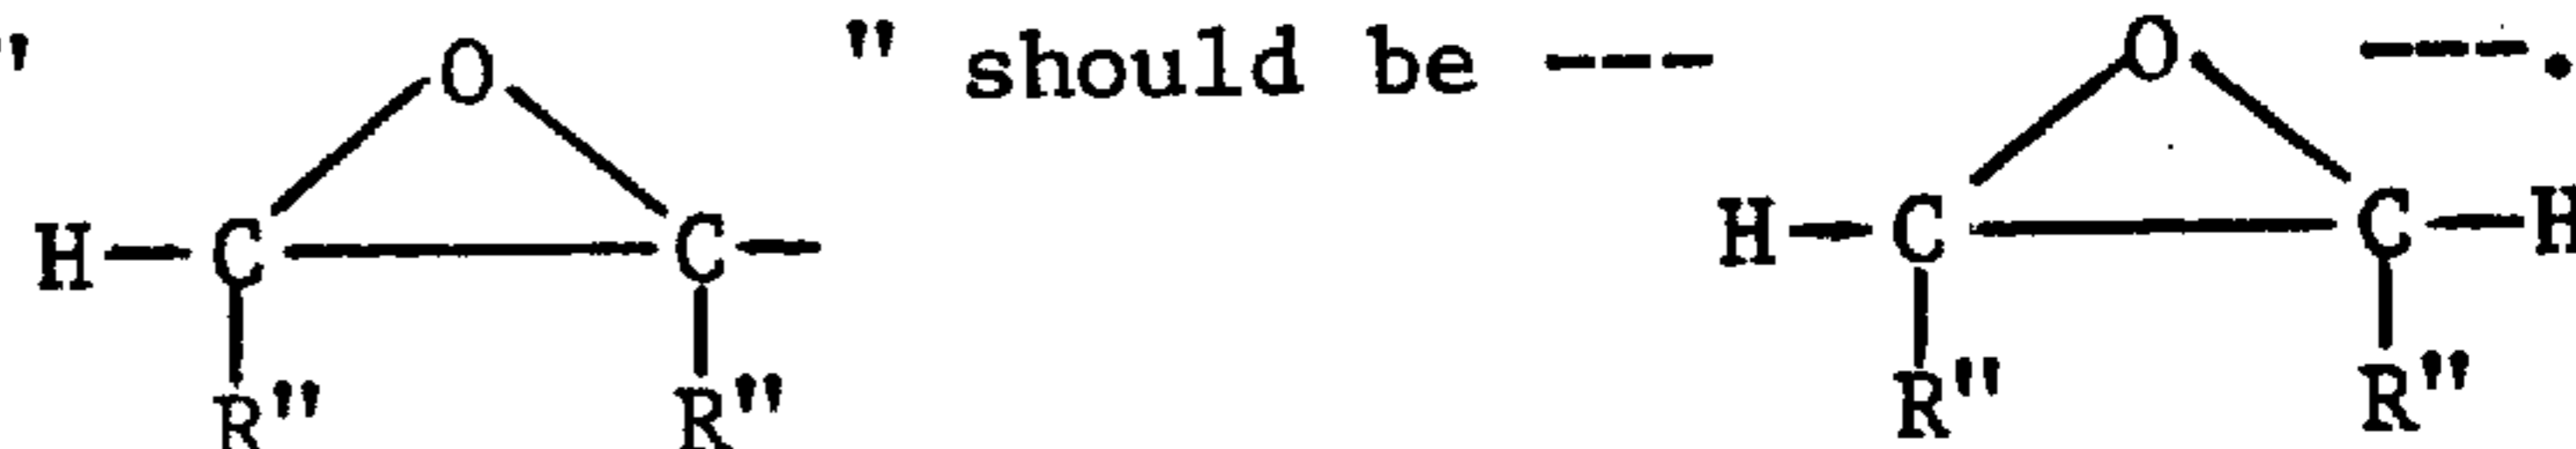 " O " should be --- O ---.
H-C-C- H-C-C-H
R" R" R" R"